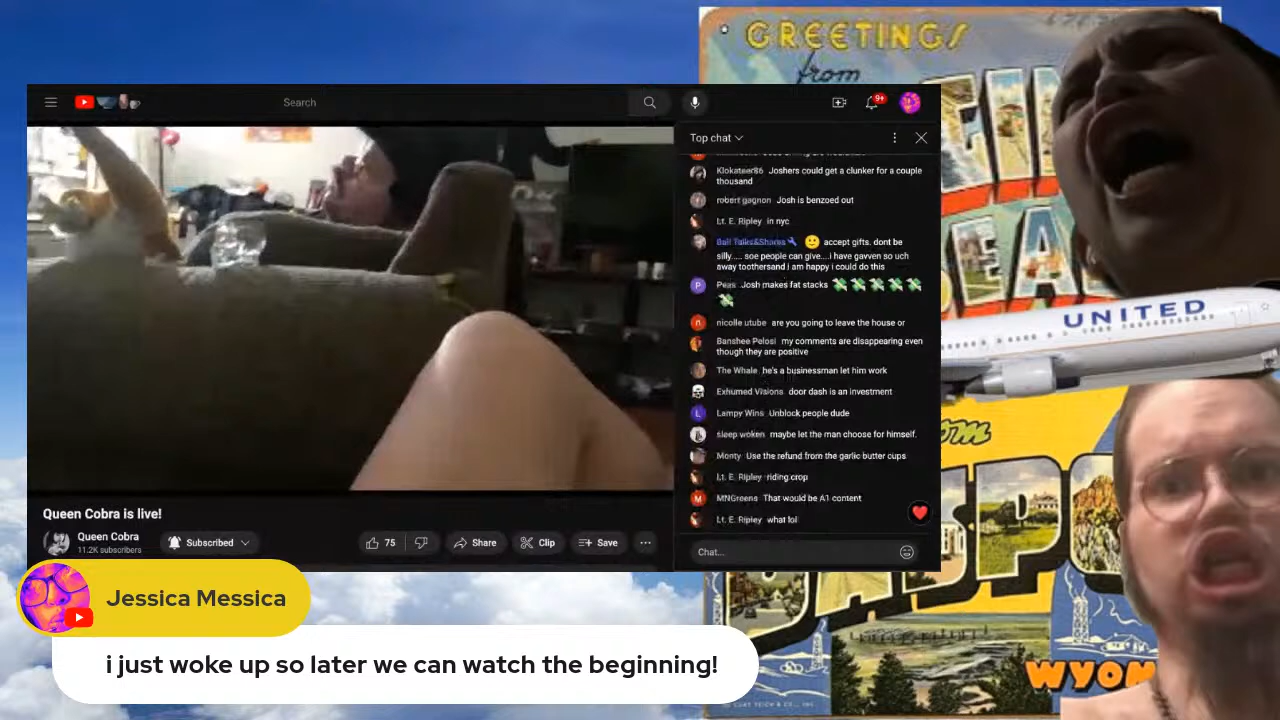 GREETINGS
from
Search
9+
Top chat
Klokateer86 Joshers could get a clunker for a couple
thousand
robert gagnon Josh is benzoed out
Lt. E. Ripley in nyc
Ball Talks&Shares accept gifts. dont be
silly..... soe people can give....i have gavven so uch
away toothersand i am happy i could do this
P Peas Josh makes fat stacks
UNITED
n nicolle utube are you going to leave the house or
Banshee Pelosi my comments are disappearing even
though they are positive
The Whale he's a businessman let him work
Exhumed Visions door dash is an investment
L Lampy Wins Unblock people dude
sleep woken maybe let the man choose for himself.
Monty Use the refund from the garlic butter cups
Lt. E. Ripley riding crop
M MNGreens That would be A1 content
Lt. E. Ripley what lol
Chat...
Queen Cobra is live!
Queen Cobra
11.2K subscribers
Subscribed
75
Share
Clip
Save
Jessica Messica
i just woke up so later we can watch the beginning!
WYOM